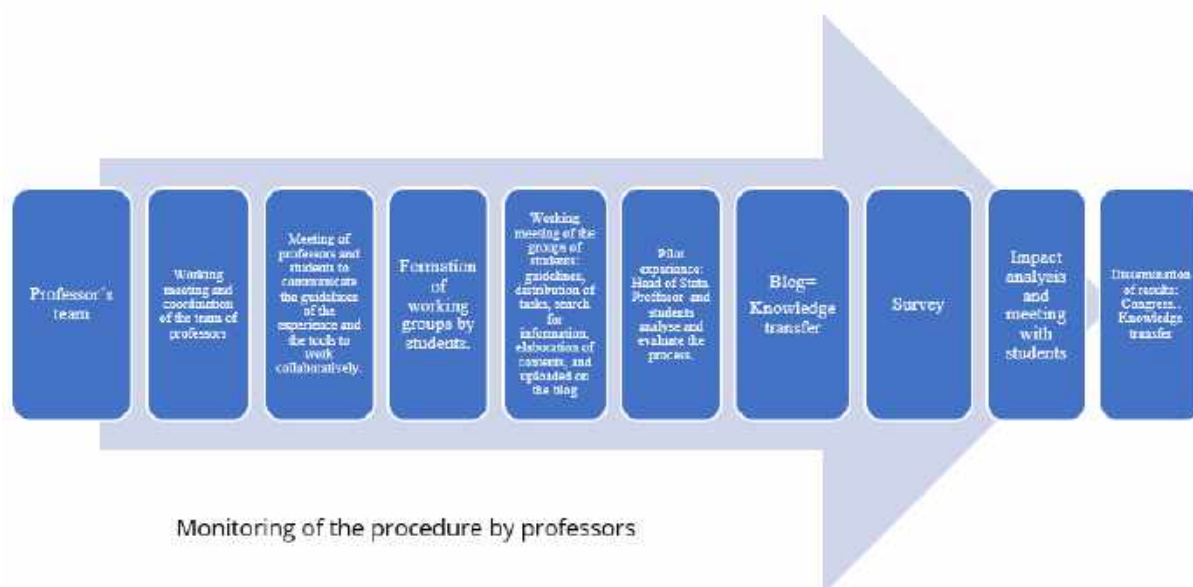 Professor´s
team
Working
meeting and
coordination
of the team of
professors
Meeting of
professors and
students to
communicate
the guidelines
of the
experience and
the tools to
work
collaboratively.
Formation
of
working
groups by
students.
Working
meeting of the
groups of
students:
guidelines,
distribution of
tasks, search
for
information,
elaboration of
contents, and
uploaded on
the blog
Pilot
experience:
Head of
Professor and
students
analyse and
evaluate the
process.
Blog=
Knowledge
transfer
Survey
Impact
analysis
and
meeting
with
students
Dissemination
of results:
Congress.
Knowledge
transfer
Monitoring of the procedure by professors